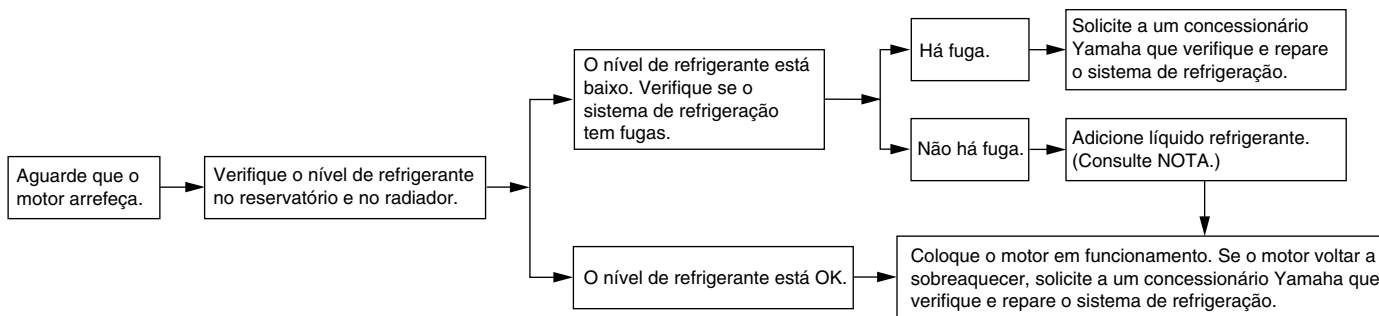 Aguarde que o
motor arrefeça.
Verifique o nível de refrigerante
no reservatório e no radiador.
O nível de refrigerante está
baixo. Verifique se o
sistema de refrigeração
tem fugas.
Há fuga.
Solicite a um concessionário
Yamaha que verifique e repare
o sistema de refrigeração.
Não há fuga.
Adicione líquido refrigerante.
(Consulte NOTA.)
O nível de refrigerante está OK.
Coloque o motor em funcionamento. Se o motor voltar a
sobreaquecer, solicite a um concessionário Yamaha que
verifique e repare o sistema de refrigeração.